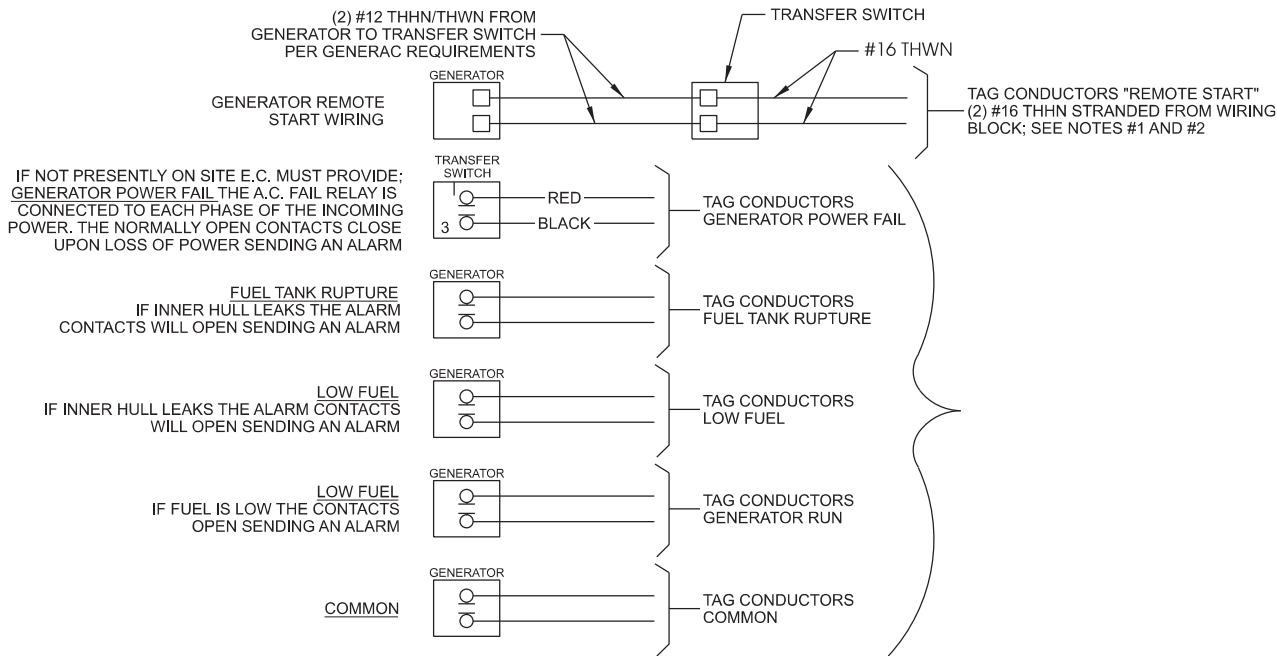 (2) #12 THHN/THWN FROM
GENERATOR TO TRANSFER SWITCH
PER GENERAC REQUIREMENTS
TRANSFER SWITCH
#16 THWN
GENERATOR
GENERATOR REMOTE
START WIRING
TAG CONDUCTORS "REMOTE START"
(2) #16 THHN STRANDED FROM WIRING
BLOCK; SEE NOTES #1 AND #2
IF NOT PRESENTLY ON SITE E.C. MUST PROVIDE;
GENERATOR POWER FAIL THE A.C. FAIL RELAY IS
CONNECTED TO EACH PHASE OF THE INCOMING
POWER. THE NORMALLY OPEN CONTACTS CLOSE
UPON LOSS OF POWER SENDING AN ALARM
TRANSFER
SWITCH
3
RED
BLACK
TAG CONDUCTORS
GENERATOR POWER FAIL
FUEL TANK RUPTURE
IF INNER HULL LEAKS THE ALARM
CONTACTS WILL OPEN SENDING AN ALARM
GENERATOR
TAG CONDUCTORS
FUEL TANK RUPTURE
LOW FUEL
IF INNER HULL LEAKS THE ALARM CONTACTS
WILL OPEN SENDING AN ALARM
GENERATOR
TAG CONDUCTORS
LOW FUEL
LOW FUEL
IF FUEL IS LOW THE CONTACTS
OPEN SENDING AN ALARM
GENERATOR
TAG CONDUCTORS
GENERATOR RUN
COMMON
GENERATOR
TAG CONDUCTORS
COMMON